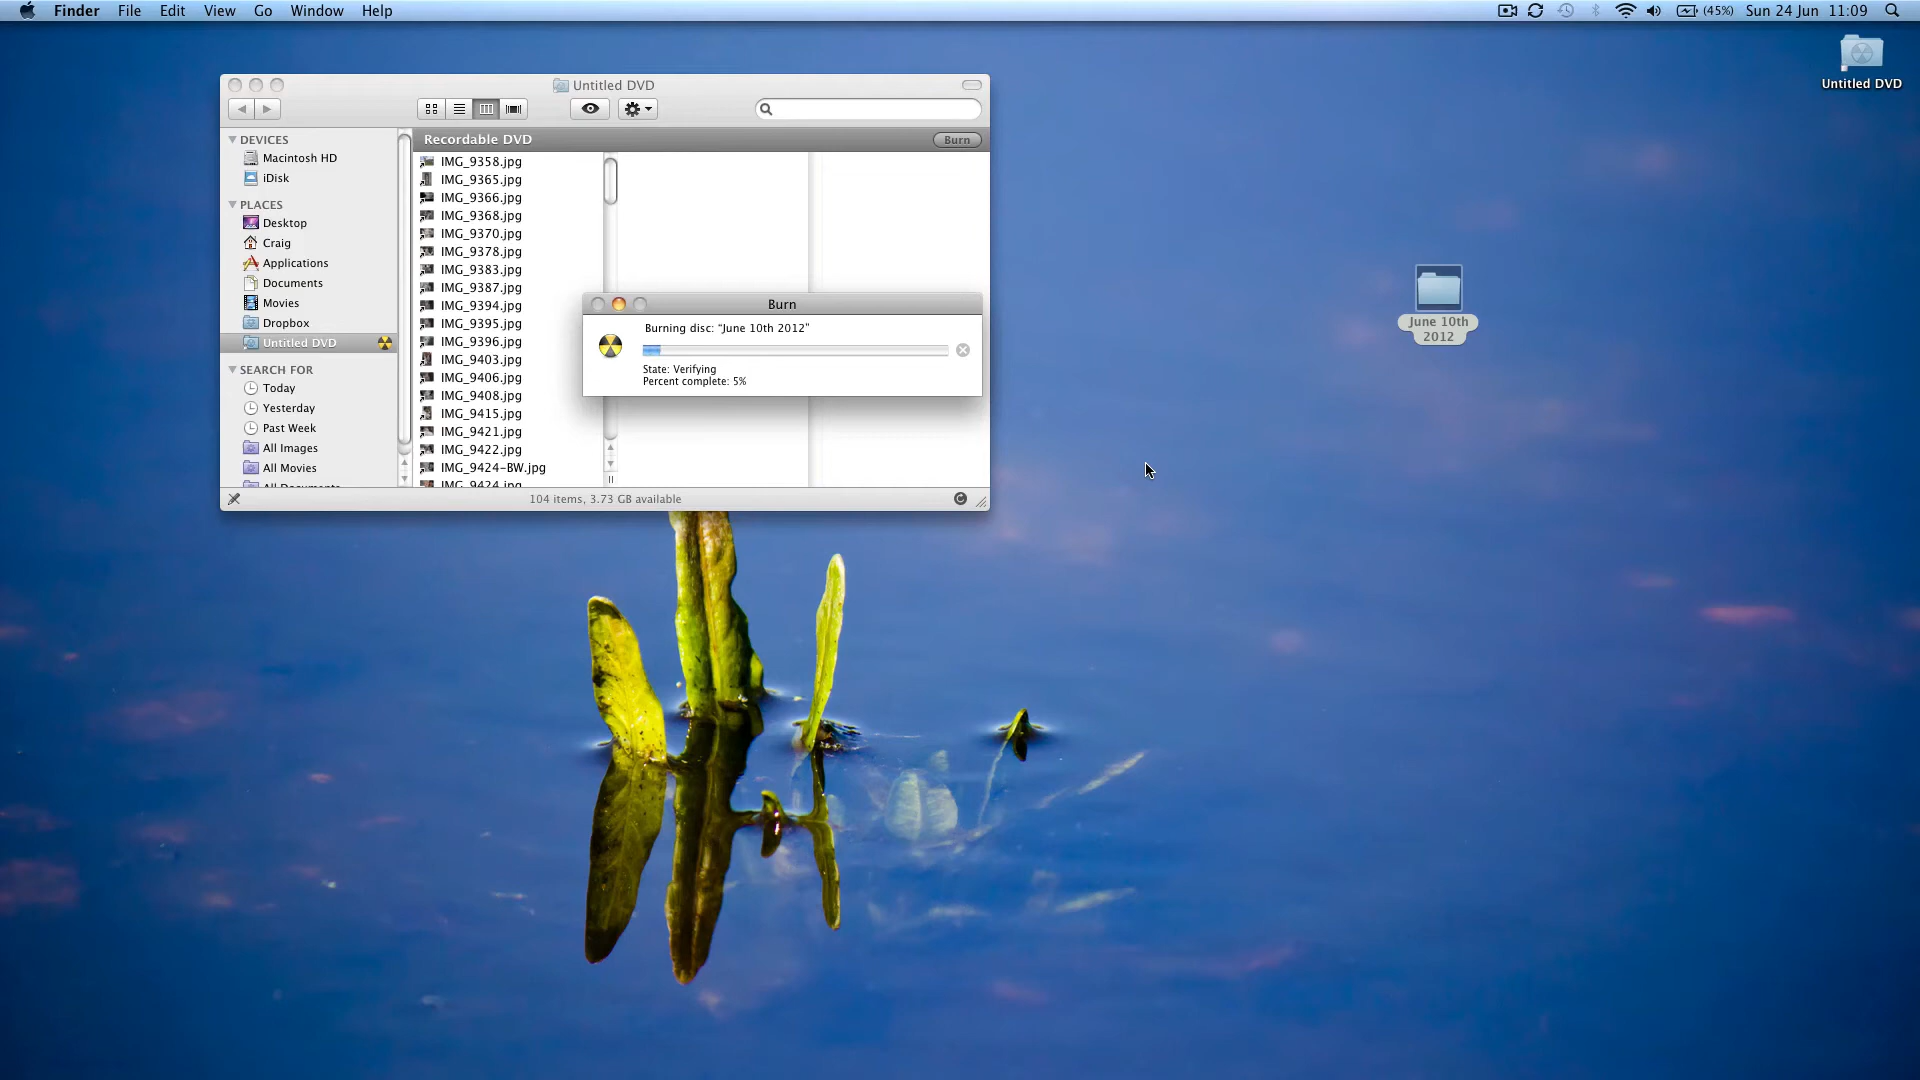 Finder File Edit View Go Window Help
(45%) Sun 24 Jun 11:09
Untitled DVD
Untitled DVD
DEVICES
Macintosh HD
iDisk
PLACES
Desktop
Craig
Applications
Documents
Movies
Dropbox
Untitled DVD
SEARCH FOR
Today
Yesterday
Past Week
All Images
All Movies
All Documents
Recordable DVD Burn
IMG_9358.jpg
IMG_9365.jpg
IMG_9366.jpg
IMG_9368.jpg
IMG_9370.jpg
IMG_9378.jpg
IMG_9383.jpg
IMG_9387.jpg
IMG_9394.jpg
IMG_9395.jpg
IMG_9396.jpg
IMG_9403.jpg
IMG_9406.jpg
IMG_9408.jpg
IMG_9415.jpg
IMG_9421.jpg
IMG_9422.jpg
IMG_9424-BW.jpg
IMG_9424.jpg
104 items, 3.73 GB available
Burn
Burning disc: “June 10th 2012”
State: Verifying
Percent complete: 5%
June 10th
2012